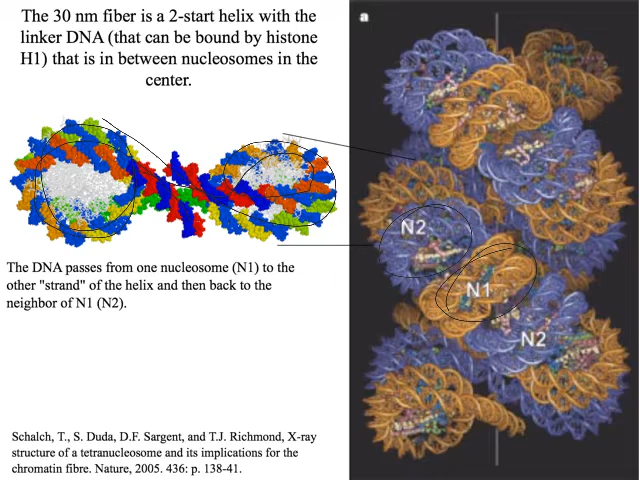 The 30 nm fiber is a 2-start helix with the
linker DNA (that can be bound by histone
H1) that is in between nucleosomes in the
center.
a
N2
N1
N2
The DNA passes from one nucleosome (N1) to the
other "strand" of the helix and then back to the
neighbor of N1 (N2).
Schalch, T., S. Duda, D.F. Sargent, and T.J. Richmond, X-ray
structure of a tetranucleosome and its implications for the
chromatin fibre. Nature, 2005. 436: p. 138-41.